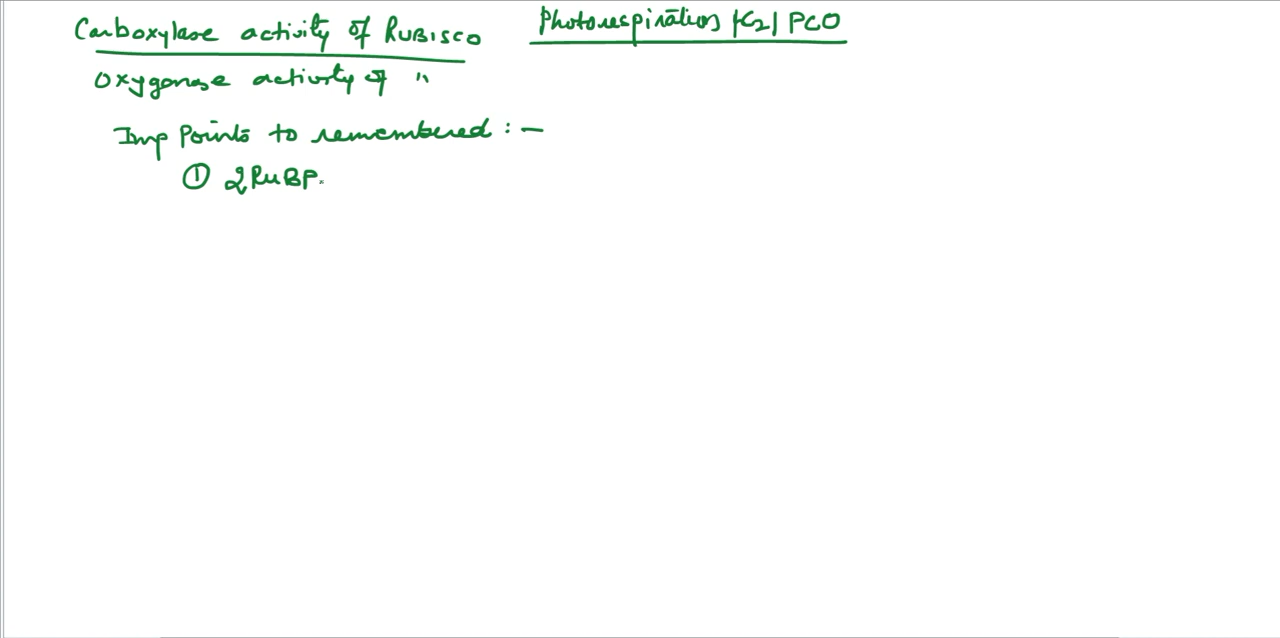 Carboxylase activity of RUBISCO
Photorespiration |C2| PCO
Oxygenase activity of "
Imp Points to remembered :-
① 2RuBP.